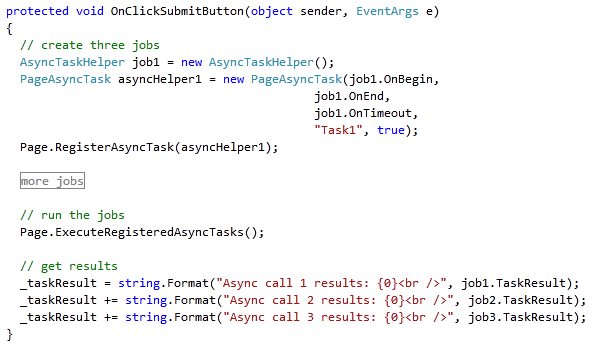 protected void OnClickSubmitButton(object sender, EventArgs e)
{
  // create three jobs
  AsyncTaskHelper job1 = new AsyncTaskHelper();
  PageAsyncTask asyncHelper1 = new PageAsyncTask(job1.OnBegin,
                                             job1.OnEnd,
                                             job1.OnTimeout,
                                             "Task1", true);
  Page.RegisterAsyncTask(asyncHelper1);

  more jobs

  // run the jobs
  Page.ExecuteRegisteredAsyncTasks();

  // get results
  _taskResult = string.Format("Async call 1 results: {0}<br />", job1.TaskResult);
  _taskResult += string.Format("Async call 2 results: {0}<br />", job2.TaskResult);
  _taskResult += string.Format("Async call 3 results: {0}<br />", job3.TaskResult);
}